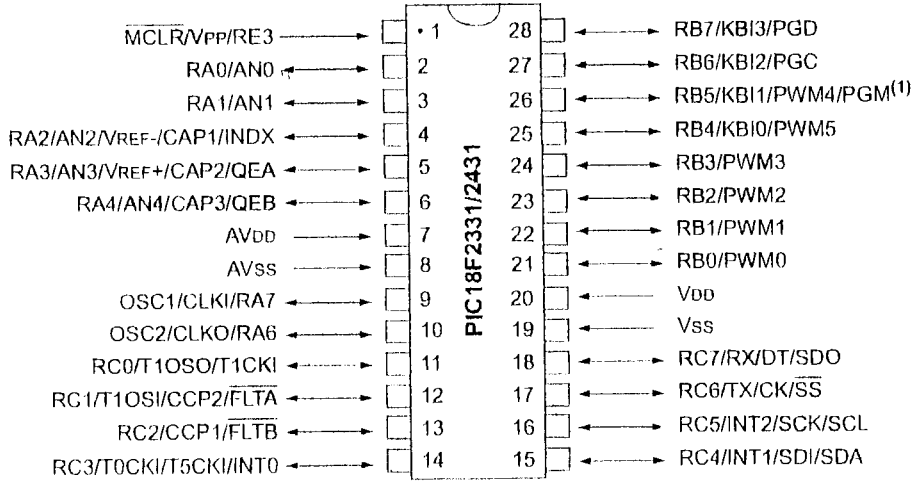 M̅C̅L̅R̅/VPP/RE3
RA0/AN0
RA1/AN1
RA2/AN2/VREF-/CAP1/INDX
RA3/AN3/VREF+/CAP2/QEA
RA4/AN4/CAP3/QEB
AVDD
AVSS
OSC1/CLKI/RA7
OSC2/CLKO/RA6
RC0/T1OSO/T1CKI
RC1/T1OSI/CCP2/F̅L̅T̅A̅
RC2/CCP1/F̅L̅T̅B̅
RC3/T0CKI/T5CKI/INT0
• 1
2
3
4
5
6
7
8
9
10
11
12
13
14
PIC18F2331/2431
28
27
26
25
24
23
22
21
20
19
18
17
16
15
RB7/KBI3/PGD
RB6/KBI2/PGC
RB5/KBI1/PWM4/PGM(1)
RB4/KBI0/PWM5
RB3/PWM3
RB2/PWM2
RB1/PWM1
RB0/PWM0
VDD
VSS
RC7/RX/DT/SDO
RC6/TX/CK/S̅S̅
RC5/INT2/SCK/SCL
RC4/INT1/SDI/SDA